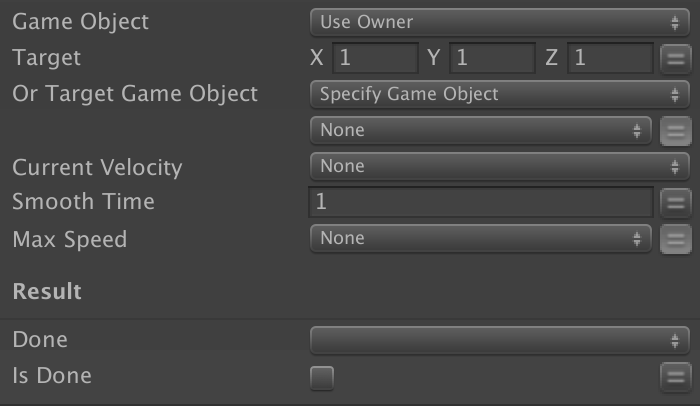 Game Object Use Owner
Target X 1 Y 1 Z 1
Or Target Game Object Specify Game Object
None
Current Velocity None
Smooth Time 1
Max Speed None
Result
Done
Is Done